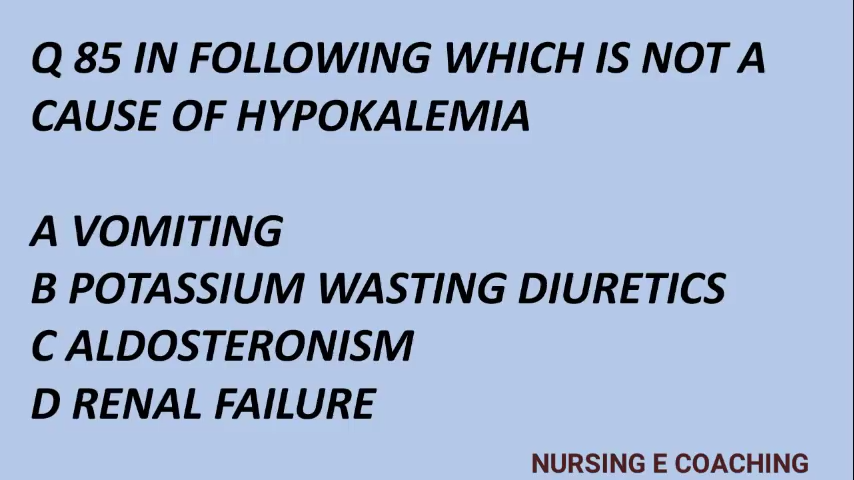 Q 85 IN FOLLOWING WHICH IS NOT A
CAUSE OF HYPOKALEMIA
A VOMITING
B POTASSIUM WASTING DIURETICS
C ALDOSTERONISM
D RENAL FAILURE
NURSING E COACHING